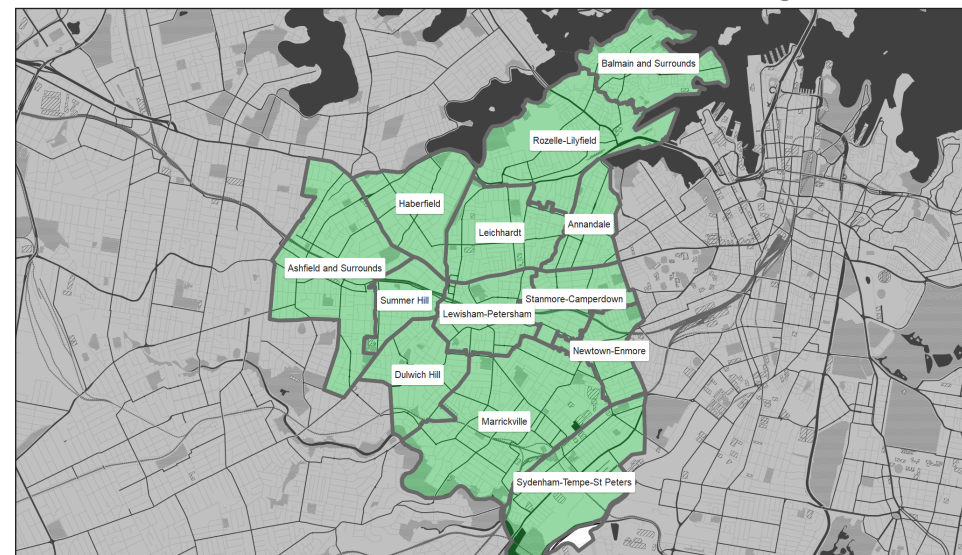 Balmain and Surrounds
Rozelle-Lilyfield
Haberfield
Annandale
Leichhardt
Ashfield and Surrounds
Summer Hill
Stanmore-Camperdown
Lewisham-Petersham
Newtown-Enmore
Dulwich Hill
Marrickville
Sydenham-Tempe-St Peters